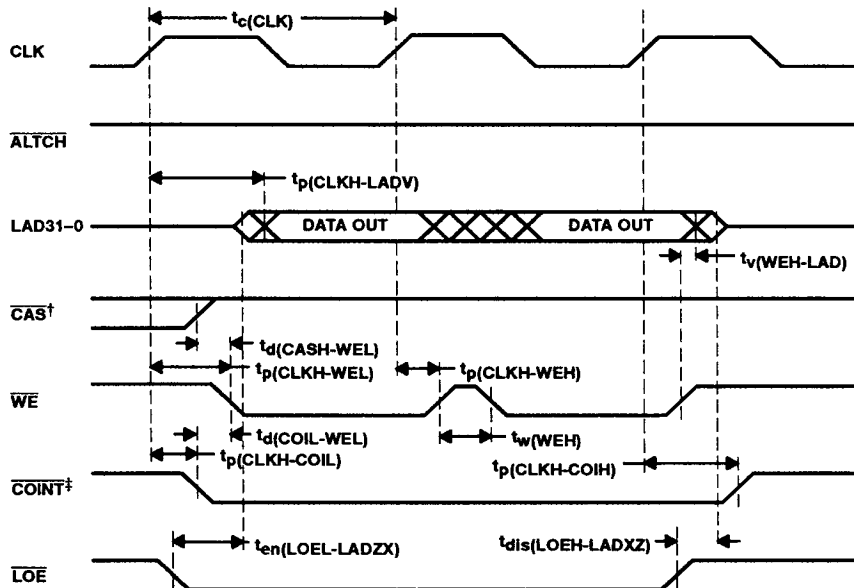 tc(CLK)
CLK
ALTCH
tp(CLKH-LADV)
LAD31–0 DATA OUT DATA OUT
tv(WEH-LAD)
CAS†
td(CASH-WEL)
tp(CLKH-WEL) tp(CLKH-WEH)
WE
td(COIL-WEL) tw(WEH)
tp(CLKH-COIL) tp(CLKH-COIH)
COINT‡
ten(LOEL-LADZX) tdis(LOEH-LADXZ)
LOE